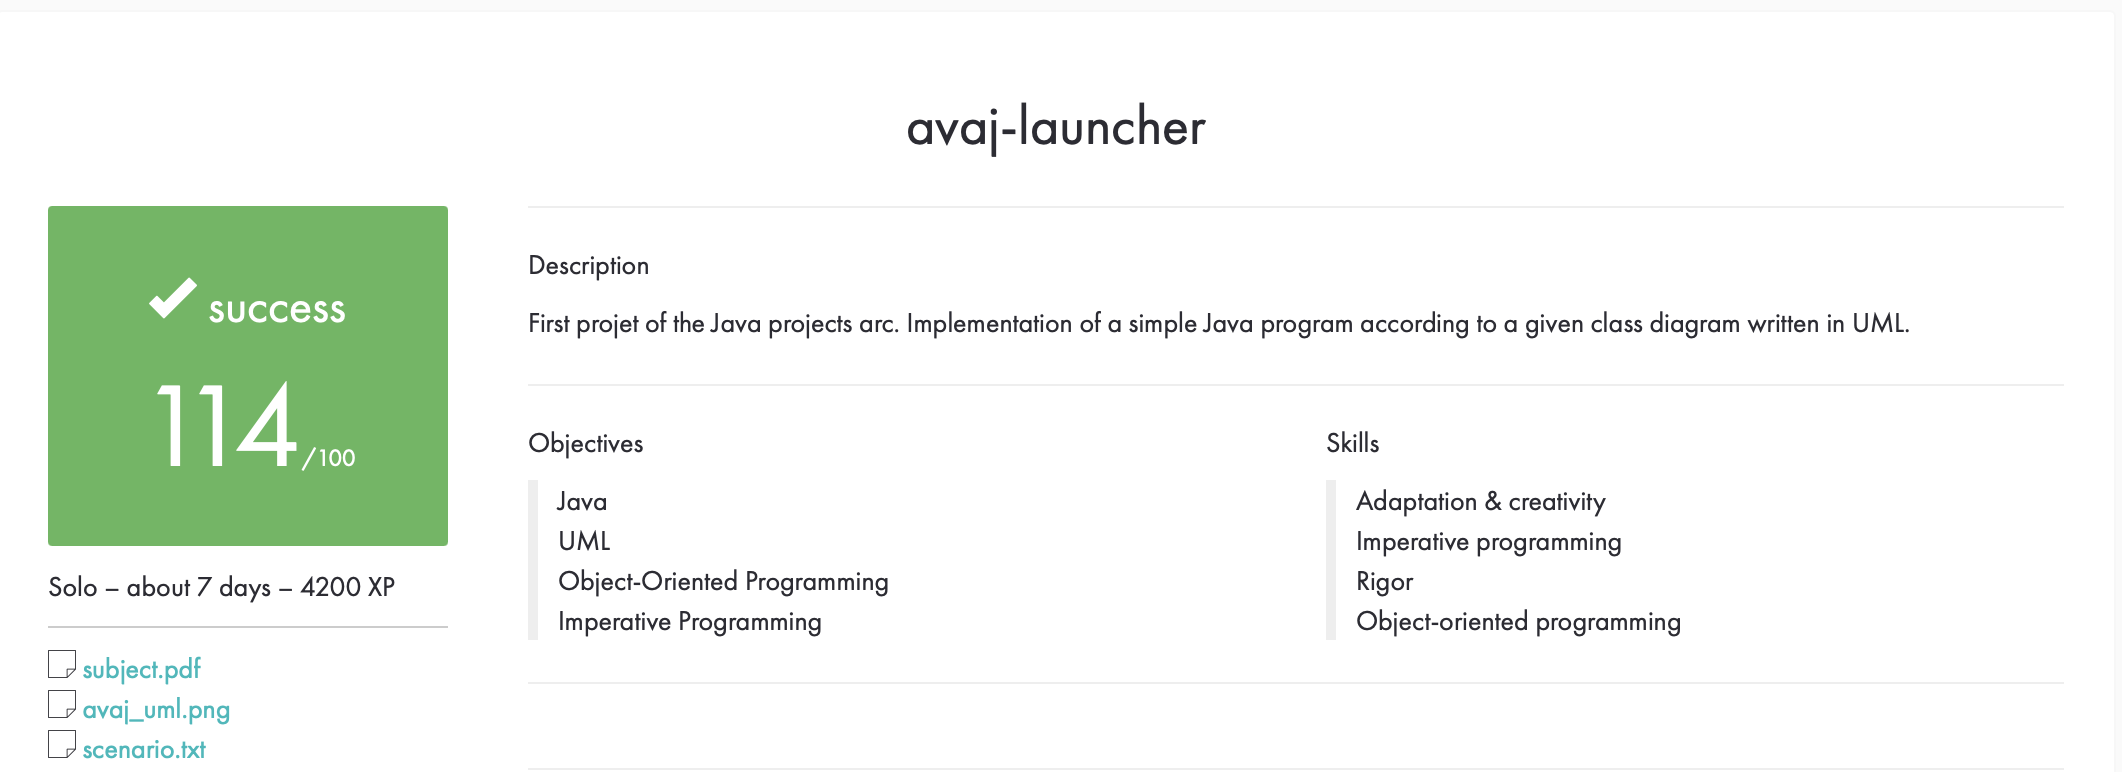 avaj-launcher
success
114/100
Solo – about 7 days – 4200 XP
subject.pdf
avaj_uml.png
scenario.txt
Description
First projet of the Java projects arc. Implementation of a simple Java program according to a given class diagram written in UML.
Objectives
Java
UML
Object-Oriented Programming
Imperative Programming
Skills
Adaptation & creativity
Imperative programming
Rigor
Object-oriented programming